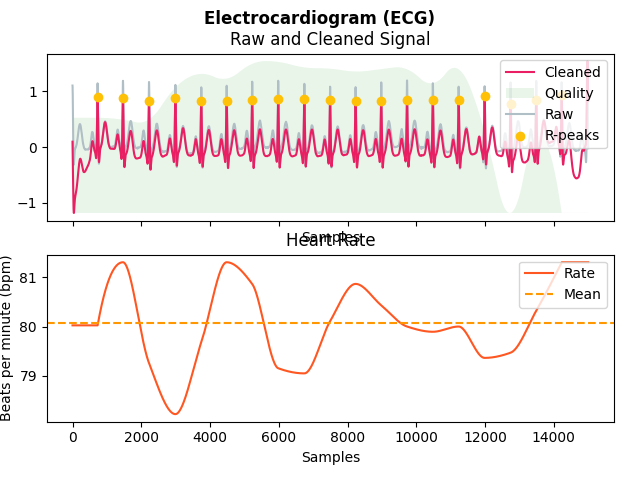 Electrocardiogram (ECG)
Raw and Cleaned Signal
1
0
−1
Cleaned
Quality
Raw
R-peaks
Samples
Heart Rate
Beats per minute (bpm)
81
80
79
Rate
Mean
0 2000 4000 6000 8000 10000 12000 14000
Samples